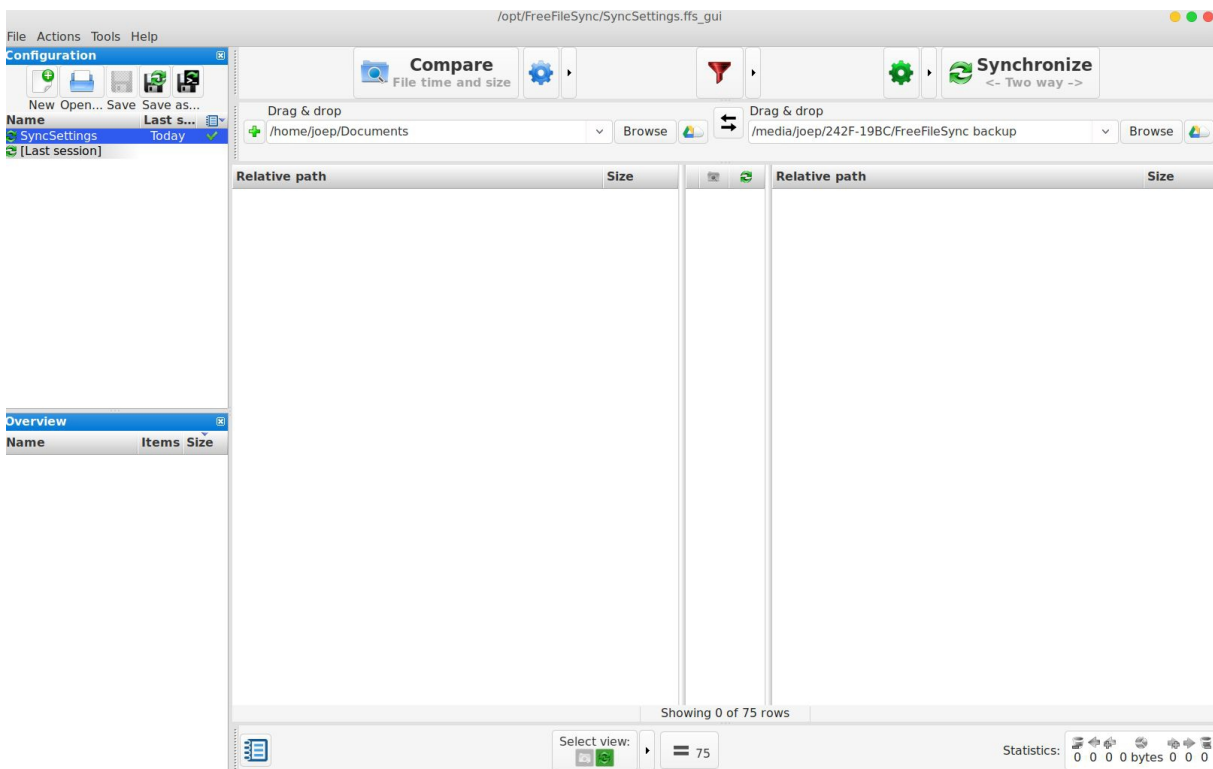 /opt/FreeFileSync/SyncSettings.ffs_gui
File Actions Tools Help
Configuration
New Open... Save Save as...
Name Last s...
SyncSettings Today
[Last session]
Overview
Name Items Size
Compare
File time and size
Synchronize
<- Two way ->
Drag & drop
/home/joep/Documents Browse
Drag & drop
/media/joep/242F-19BC/FreeFileSync backup Browse
Relative path Size
Relative path Size
Showing 0 of 75 rows
Select view:
75
Statistics:
0 0 0 0 bytes 0 0 0